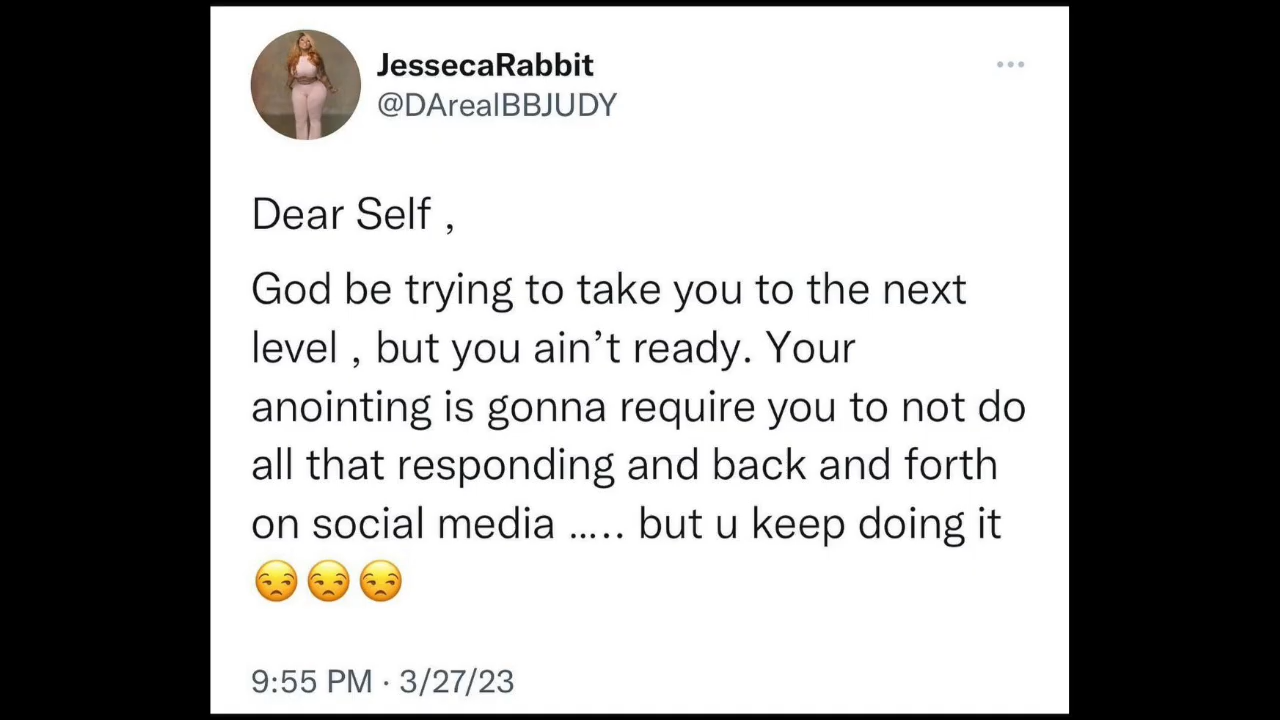 JessecaRabbit
@DArealBBJUDY
Dear Self ,
God be trying to take you to the next
level , but you ain’t ready. Your
anointing is gonna require you to not do
all that responding and back and forth
on social media ..... but u keep doing it
😒😒😒
9:55 PM · 3/27/23